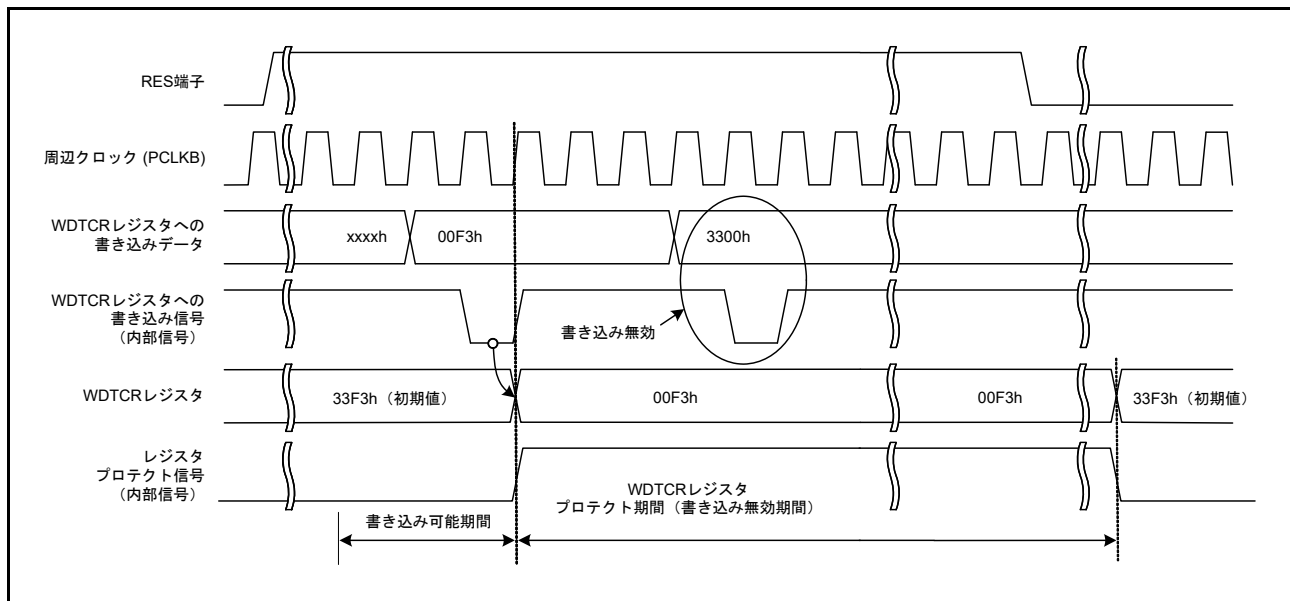 RES端子
周辺クロック (PCLKB)
WDTCRレジスタへの
書き込みデータ
xxxxh
00F3h
3300h
WDTCRレジスタへの
書き込み信号
(内部信号)
書き込み無効
WDTCRレジスタ
33F3h（初期値）
00F3h
00F3h
33F3h（初期値）
レジスタ
プロテクト信号
(内部信号)
WDTCRレジスタ
プロテクト期間（書き込み無効期間）
書き込み可能期間